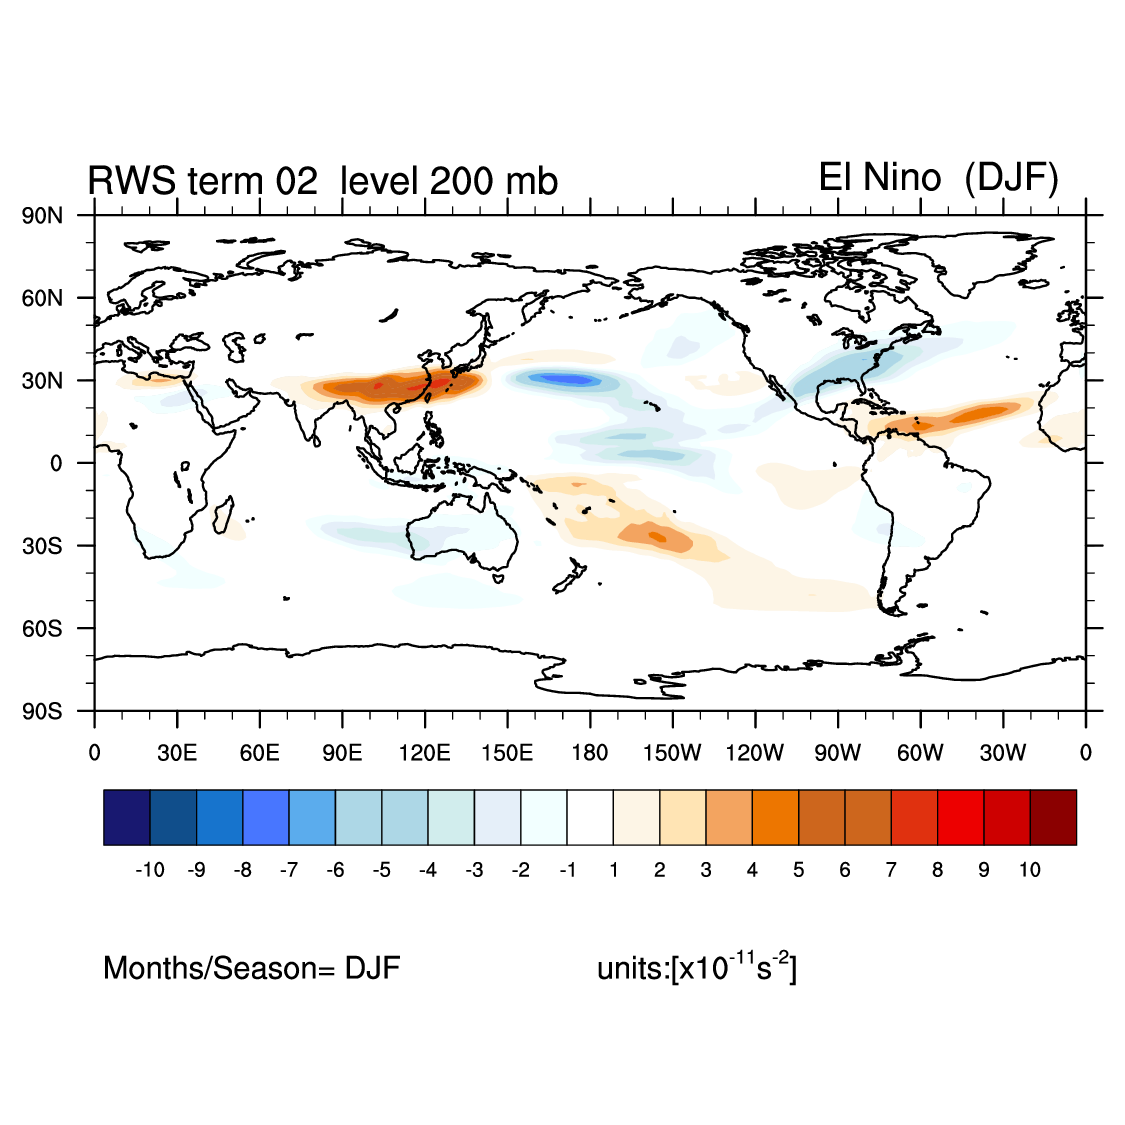 RWS term 02 level 200 mb
El Nino (DJF)
90N
60N
30N
0
30S
60S
90S
0 30E 60E 90E 120E 150E 180 150W 120W 90W 60W 30W 0
-10 -9 -8 -7 -6 -5 -4 -3 -2 -1 1 2 3 4 5 6 7 8 9 10
Months/Season= DJF
units:[x10⁻¹¹s⁻²]